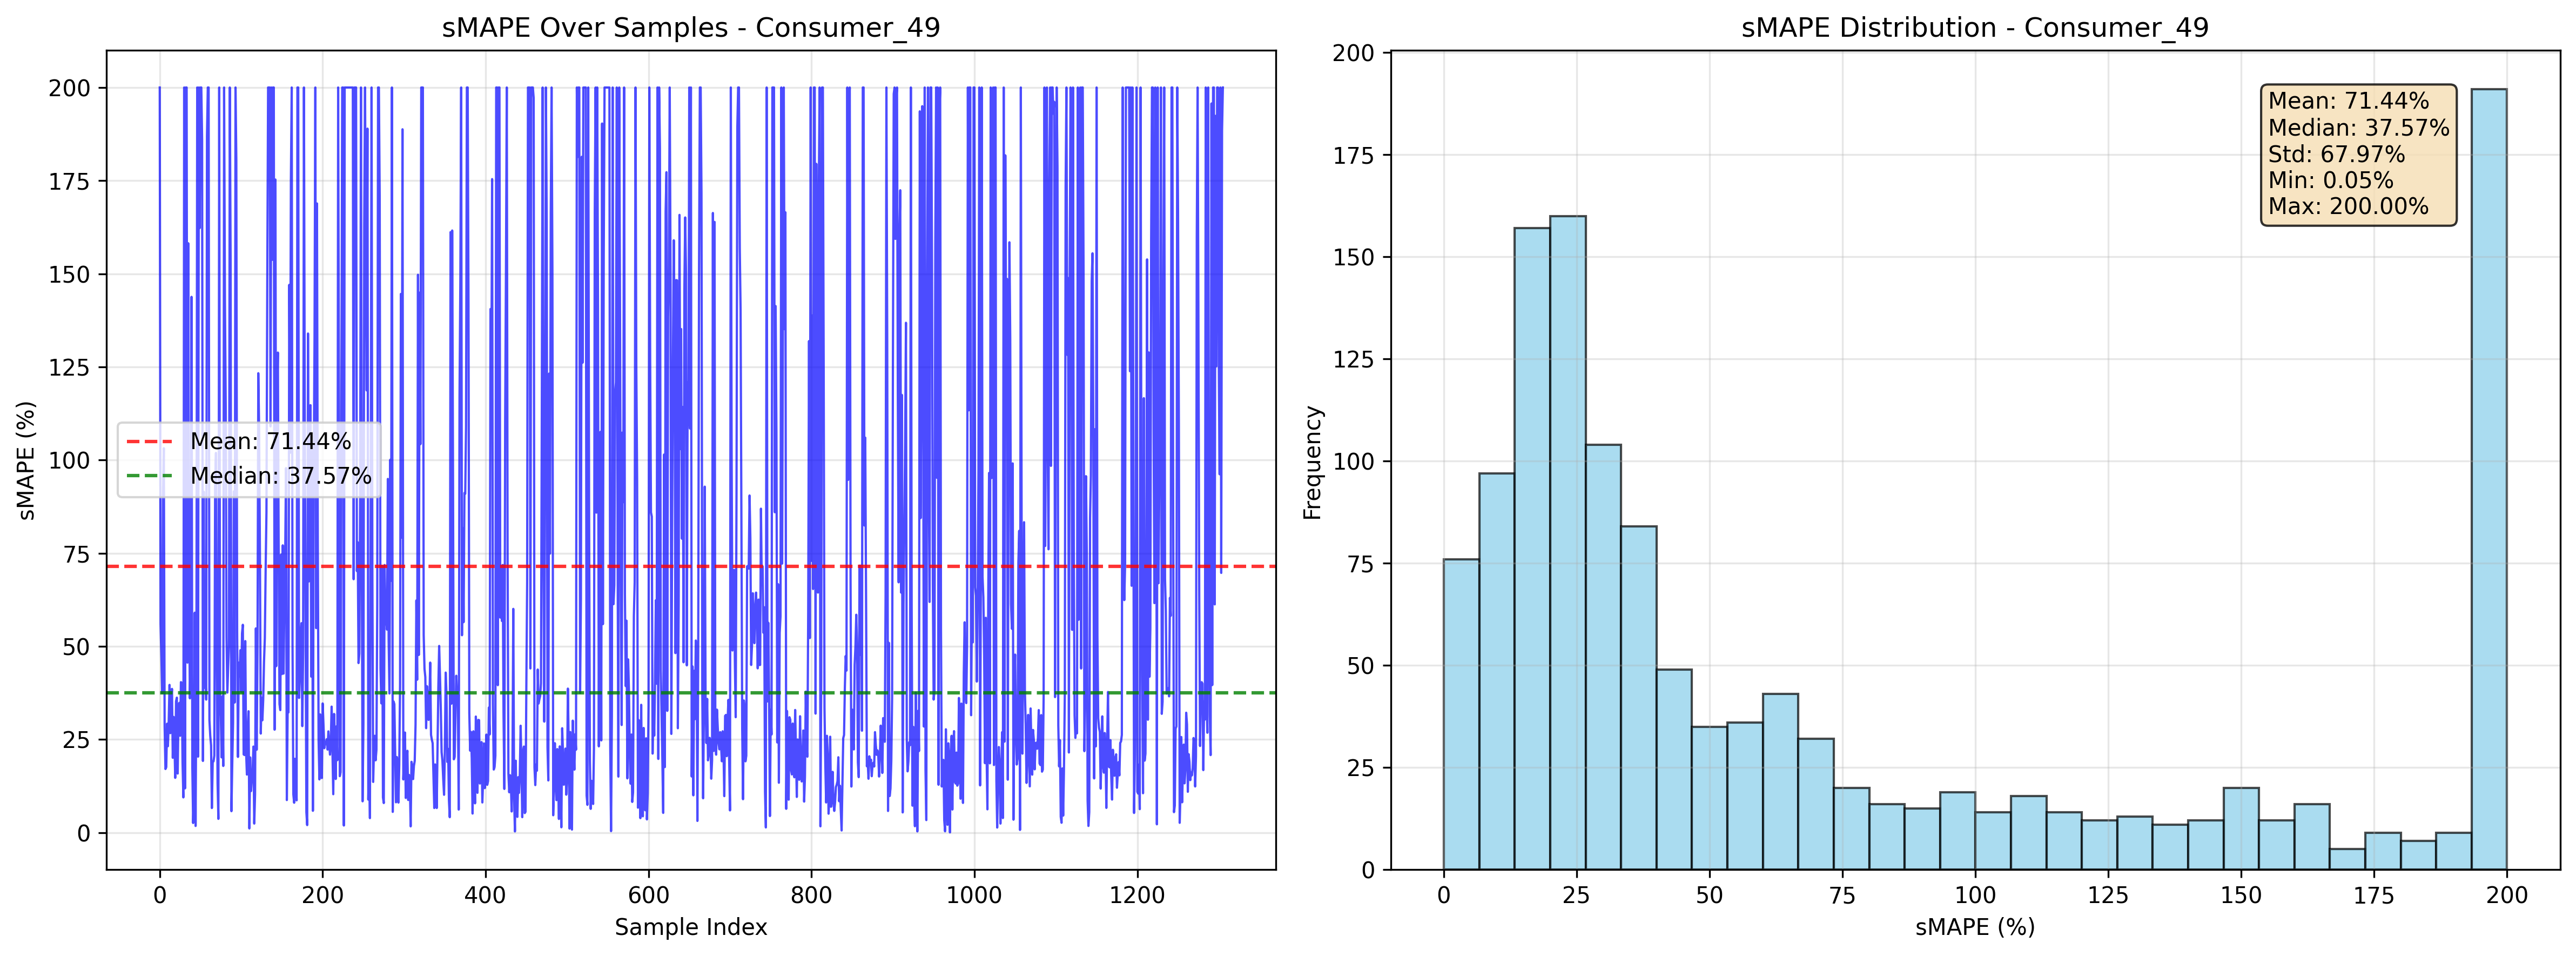 sMAPE Over Samples - Consumer_49
200
175
150
125
100
75
50
25
0
sMAPE (%)
Mean: 71.44%
Median: 37.57%
0
200
400
600
800
1000
1200
Sample Index
sMAPE Distribution - Consumer_49
200
175
150
125
100
75
50
25
0
Frequency
Mean: 71.44%
Median: 37.57%
Std: 67.97%
Min: 0.05%
Max: 200.00%
0
25
50
75
100
125
150
175
200
sMAPE (%)